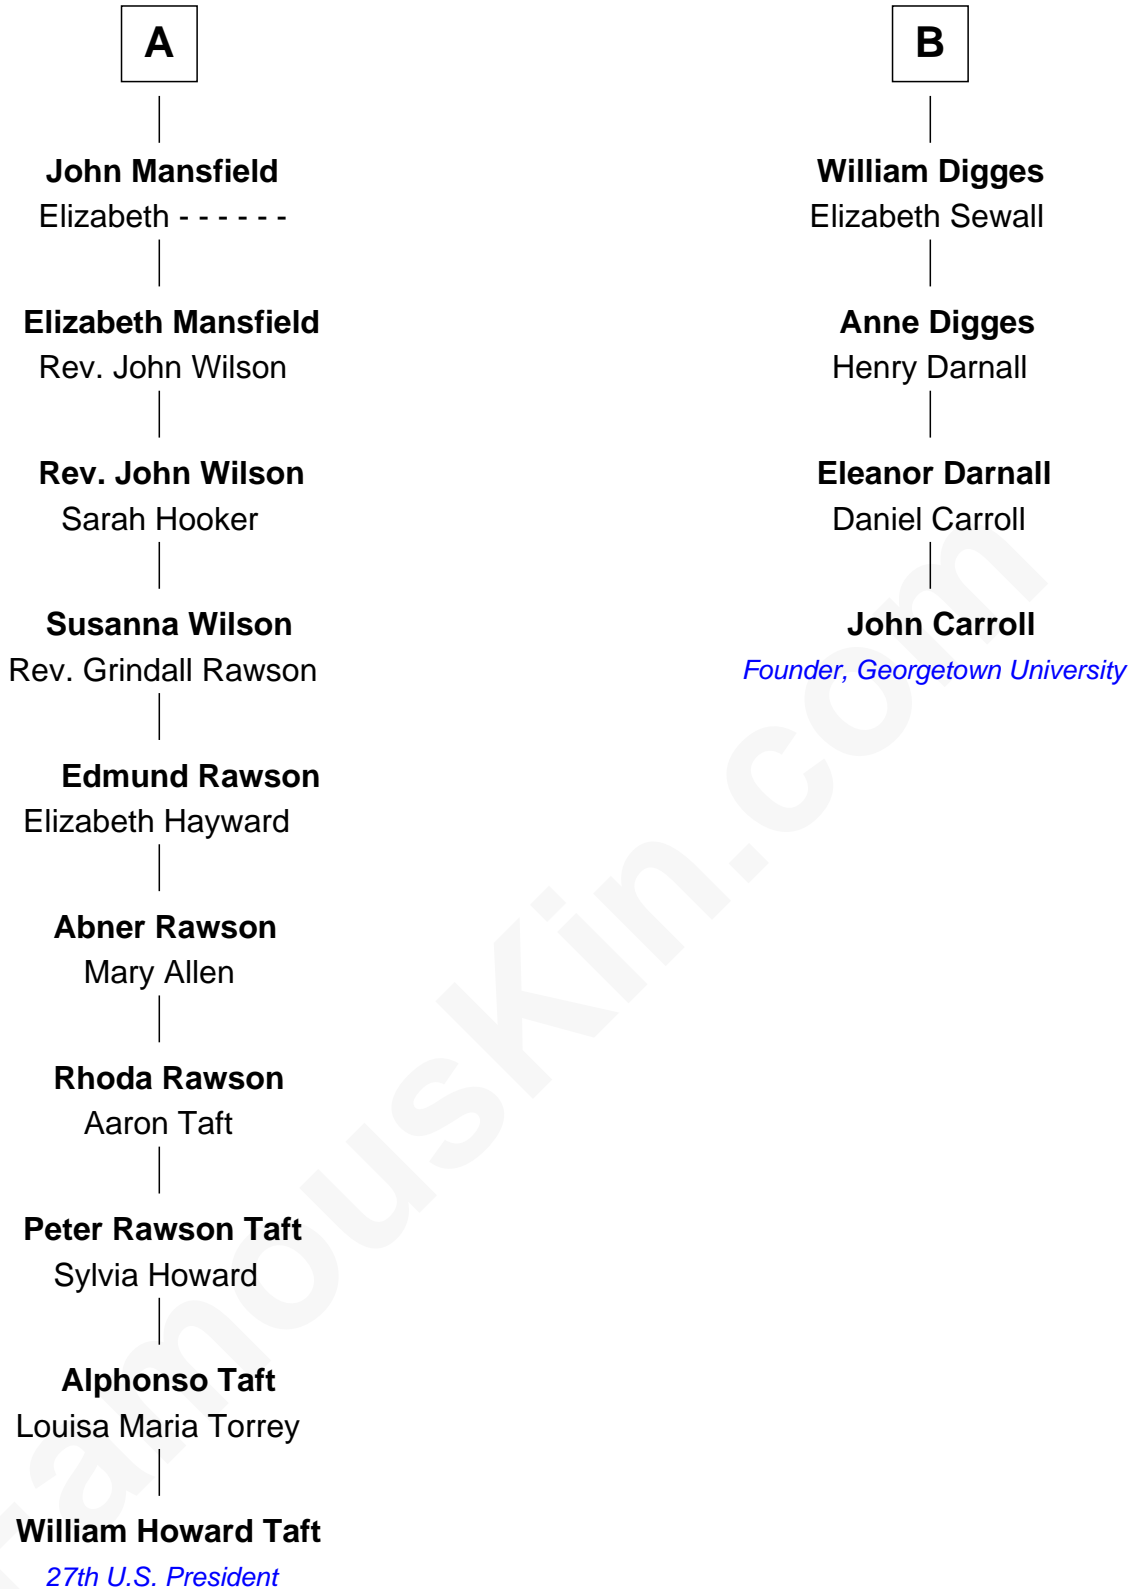 A
John Mansfield
Elizabeth - - - - - -
Elizabeth Mansfield
Rev. John Wilson
Rev. John Wilson
Sarah Hooker
Susanna Wilson
Rev. Grindall Rawson
Edmund Rawson
Elizabeth Hayward
Abner Rawson
Mary Allen
Rhoda Rawson
Aaron Taft
Peter Rawson Taft
Sylvia Howard
Alphonso Taft
Louisa Maria Torrey
William Howard Taft
27th U.S. President
B
William Digges
Elizabeth Sewall
Anne Digges
Henry Darnall
Eleanor Darnall
Daniel Carroll
John Carroll
Founder, Georgetown University
famouskin.com